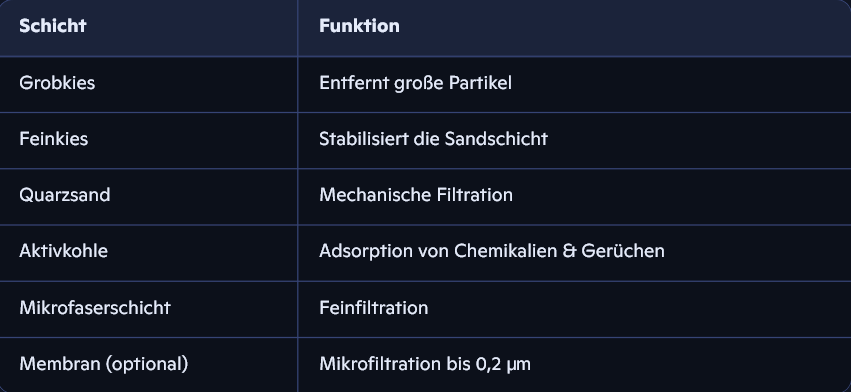 Schicht Funktion
Grobkies Entfernt große Partikel
Feinkies Stabilisiert die Sandschicht
Quarzsand Mechanische Filtration
Aktivkohle Adsorption von Chemikalien & Gerüchen
Mikrofaserschicht Feinfiltration
Membran (optional) Mikrofiltration bis 0,2 µm